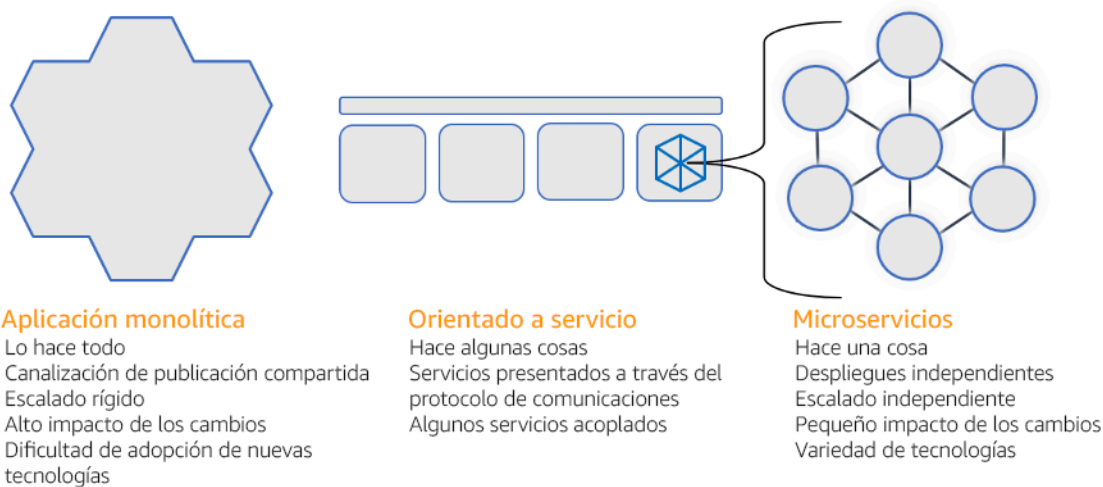 Aplicación monolítica
Lo hace todo
Canalización de publicación compartida
Escalado rígido
Alto impacto de los cambios
Dificultad de adopción de nuevas
tecnologías
Orientado a servicio
Hace algunas cosas
Servicios presentados a través del
protocolo de comunicaciones
Algunos servicios acoplados
Microservicios
Hace una cosa
Despliegues independientes
Escalado independiente
Pequeño impacto de los cambios
Variedad de tecnologías